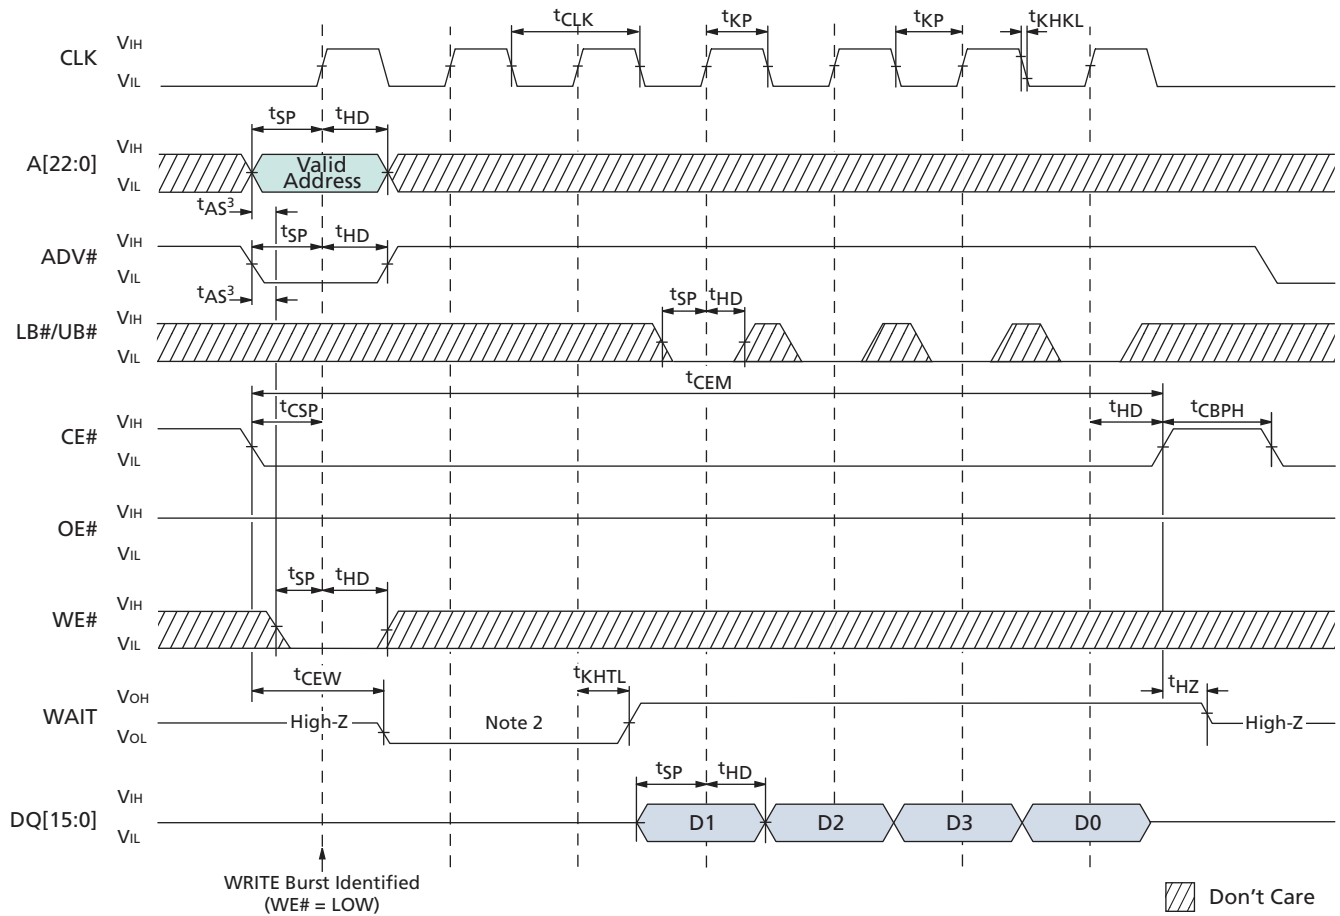 tCLK tKP tKP tKHKL
CLK VIH
VIL
tSP tHD
A[22:0] VIH
VIL
Valid
Address
tAS3
tSP tHD
ADV# VIH
VIL
tAS3
tSP tHD
LB#/UB# VIH
VIL
tCEM
tCSP tHD tCBPH
CE# VIH
VIL
OE# VIH
VIL
tSP tHD
WE# VIH
VIL
tCEW tKHTL tHZ
WAIT VOH
VOL
High-Z Note 2 High-Z
tSP tHD
DQ[15:0] VIH
VIL
D1 D2 D3 D0
WRITE Burst Identified
(WE# = LOW)
Don't Care